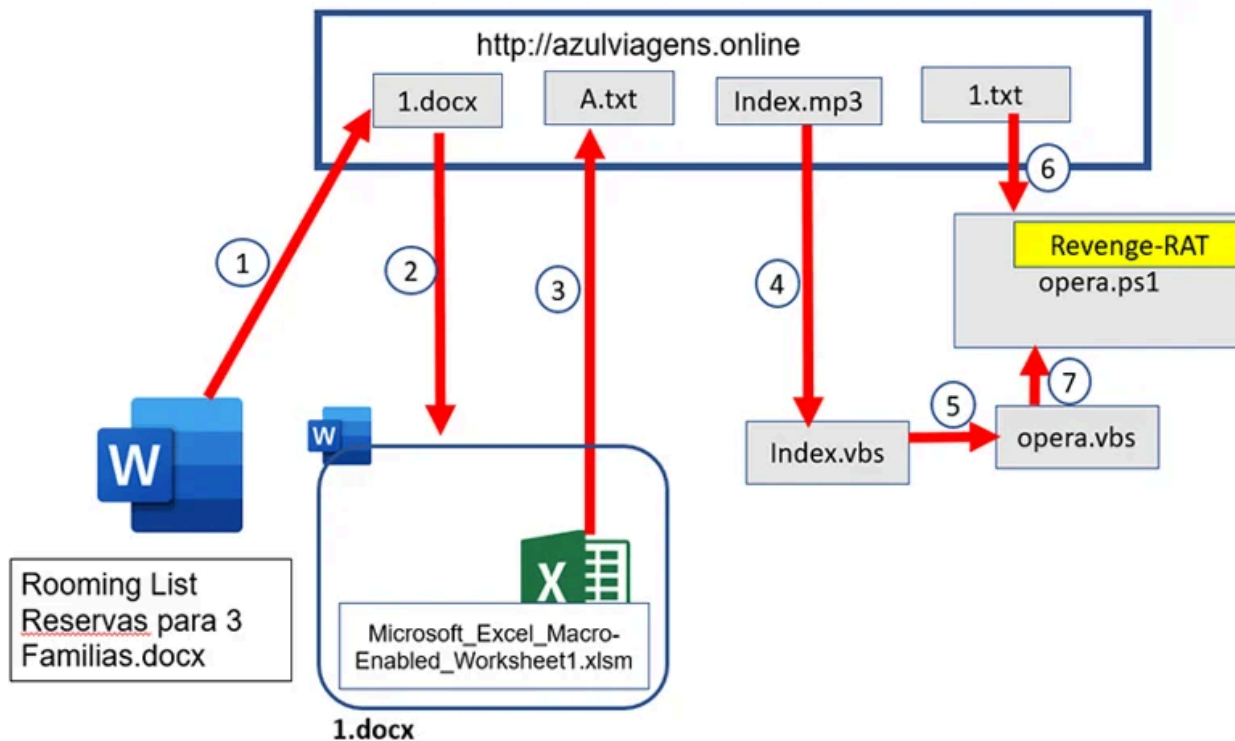 http://azulviagens.online
1.docx
A.txt
Index.mp3
1.txt
6
Revenge-RAT
opera.ps1
1
2
3
4
7
5
Index.vbs
opera.vbs
W
W
X
Rooming List
Reservas para 3
Familias.docx
Microsoft_Excel_Macro-
Enabled_Worksheet1.xlsm
1.docx